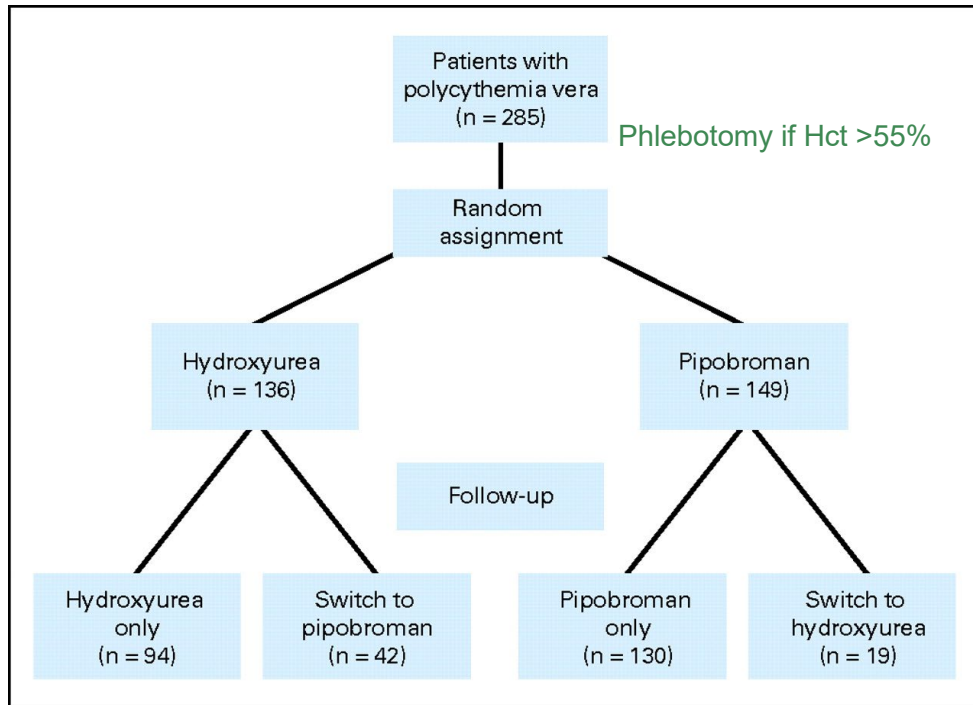 Patients with
polycythemia vera
(n = 285)
Phlebotomy if Hct >55%
Random
assignment
Hydroxyurea
(n = 136)
Pipobroman
(n = 149)
Follow-up
Hydroxyurea
only
(n = 94)
Switch to
pipobroman
(n = 42)
Pipobroman
only
(n = 130)
Switch to
hydroxyurea
(n = 19)